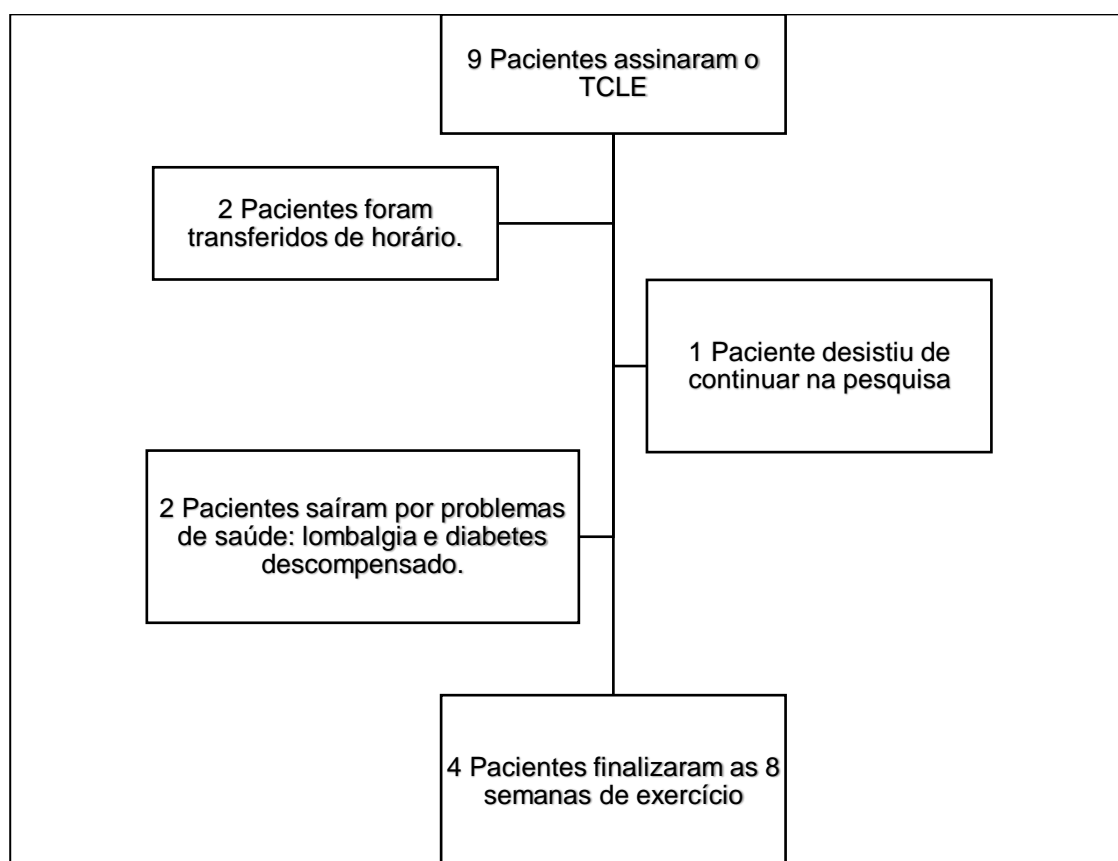 9 Pacientes assinaram o
TCLE
2 Pacientes foram
transferidos de horário.
1 Paciente desistiu de
continuar na pesquisa
2 Pacientes saíram por problemas
de saúde: lombalgia e diabetes
descompensado.
4 Pacientes finalizaram as 8
semanas de exercício